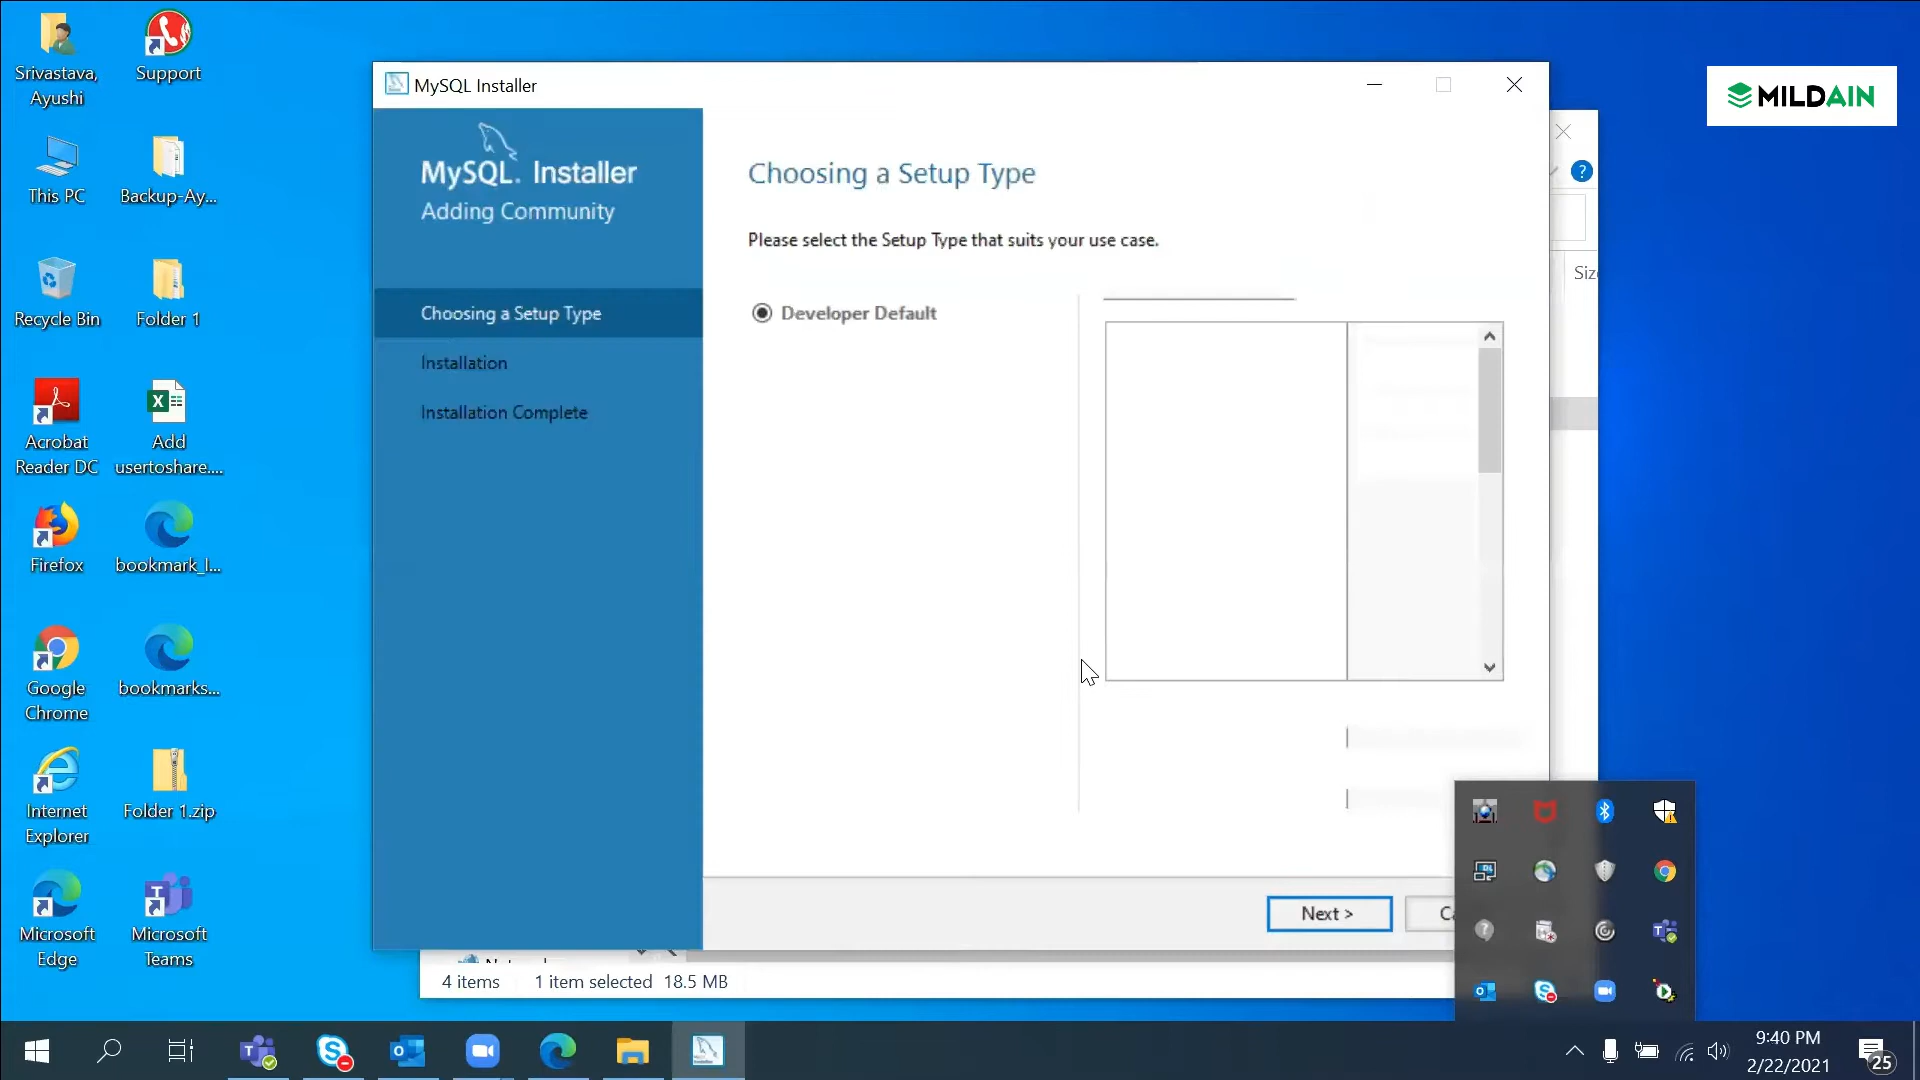 Srivastava,
Ayushi
Support
This PC
Backup-Ay...
Recycle Bin
Folder 1
Acrobat
Reader DC
Add
usertoshare....
Firefox
bookmark_l...
Google
Chrome
bookmarks...
Internet
Explorer
Folder 1.zip
Microsoft
Edge
Microsoft
Teams
MySQL Installer
MySQL. Installer
Adding Community
Choosing a Setup Type
Installation
Installation Complete
Choosing a Setup Type
Please select the Setup Type that suits your use case.
Developer Default
Next >
4 items 1 item selected 18.5 MB
MILDAIN
9:40 PM
2/22/2021
25